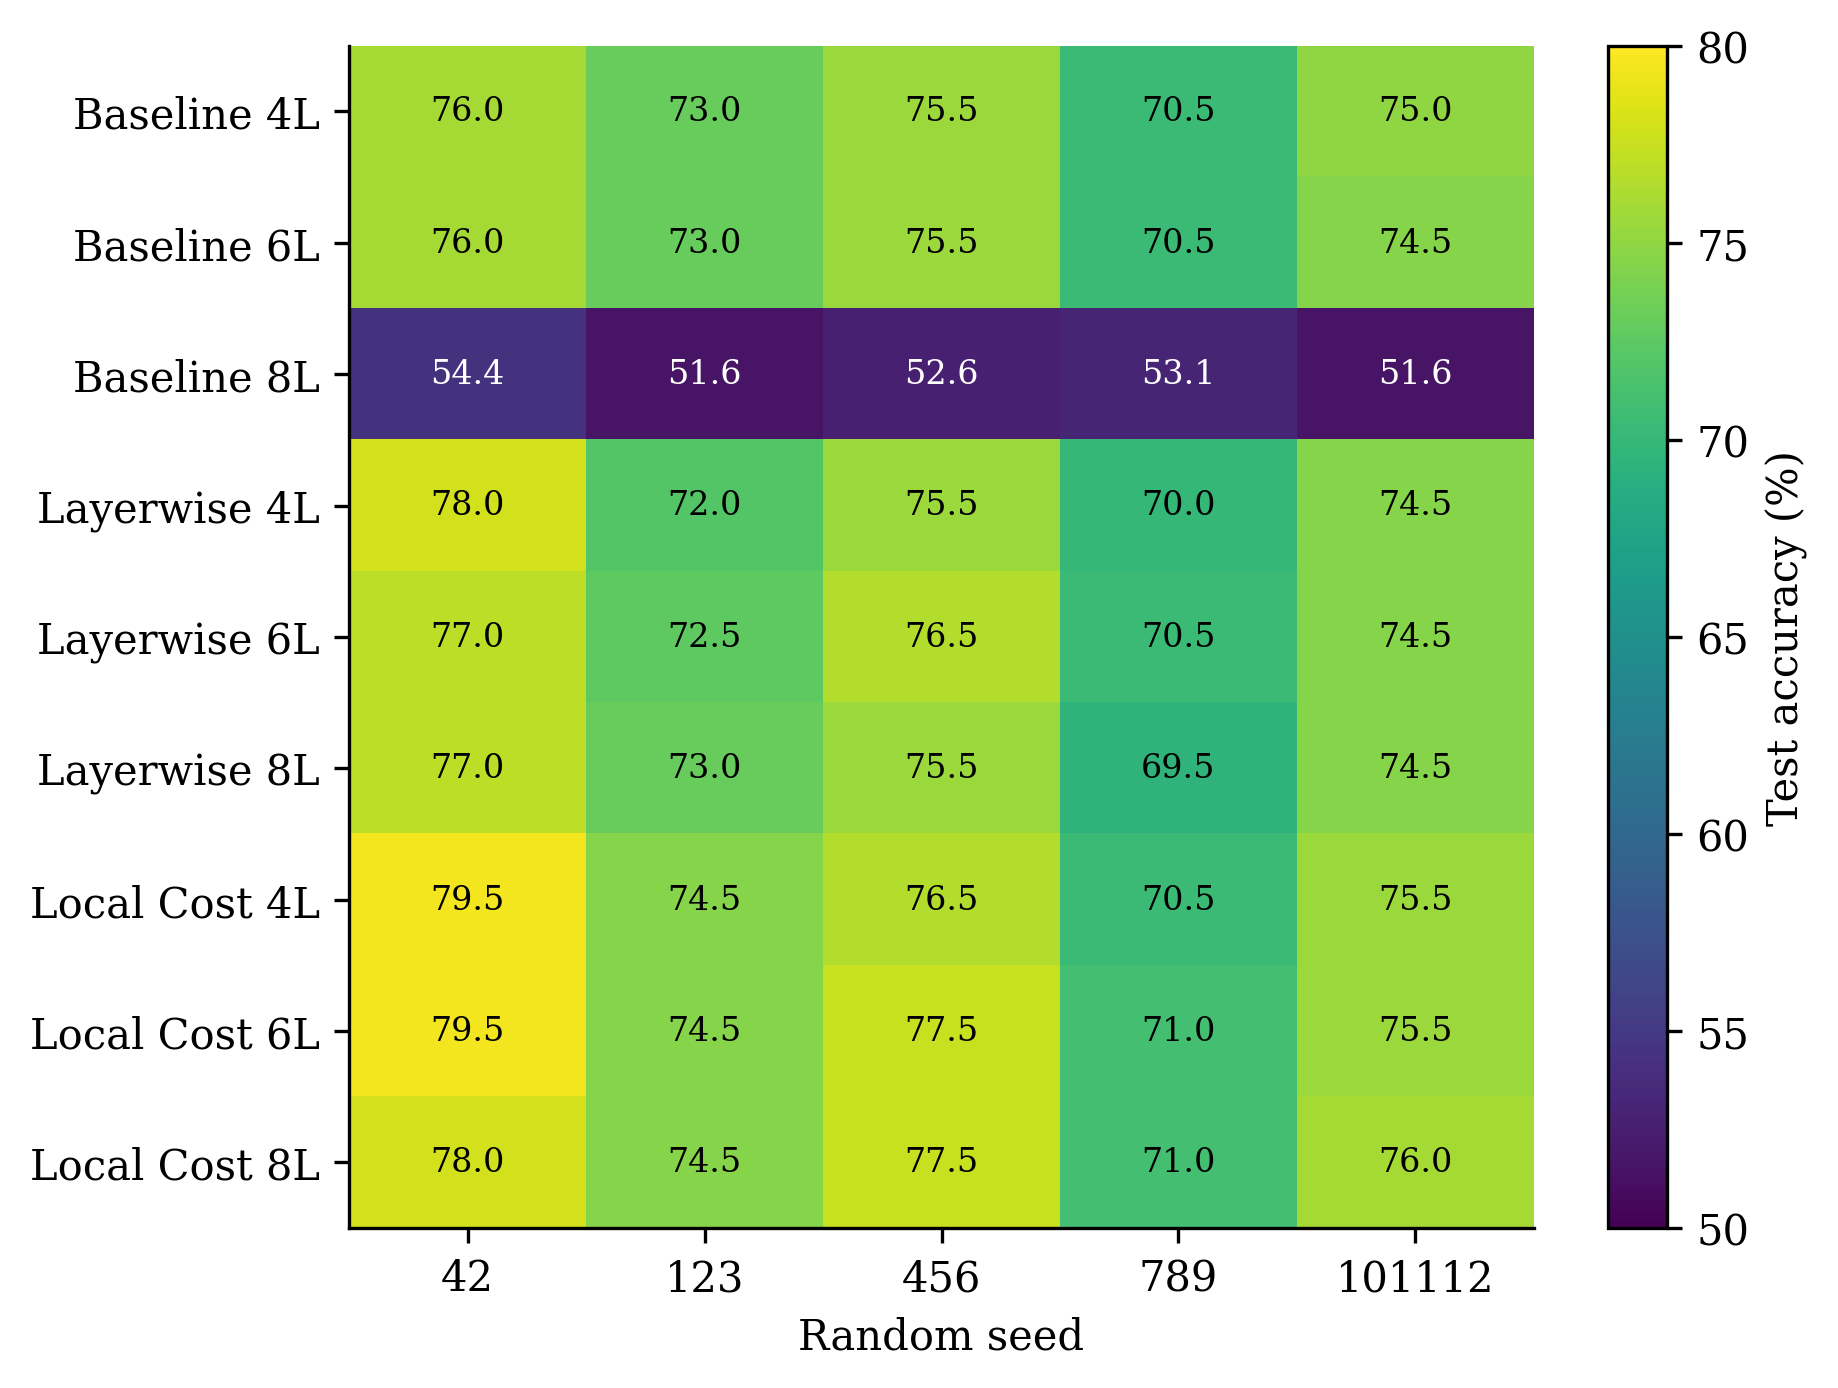 Baseline 4L 76.0 73.0 75.5 70.5 75.0
Baseline 6L 76.0 73.0 75.5 70.5 74.5
Baseline 8L 54.4 51.6 52.6 53.1 51.6
Layerwise 4L 78.0 72.0 75.5 70.0 74.5
Layerwise 6L 77.0 72.5 76.5 70.5 74.5
Layerwise 8L 77.0 73.0 75.5 69.5 74.5
Local Cost 4L 79.5 74.5 76.5 70.5 75.5
Local Cost 6L 79.5 74.5 77.5 71.0 75.5
Local Cost 8L 78.0 74.5 77.5 71.0 76.0
42 123 456 789 101112
Random seed
80
75
70
65
60
55
50
Test accuracy (%)